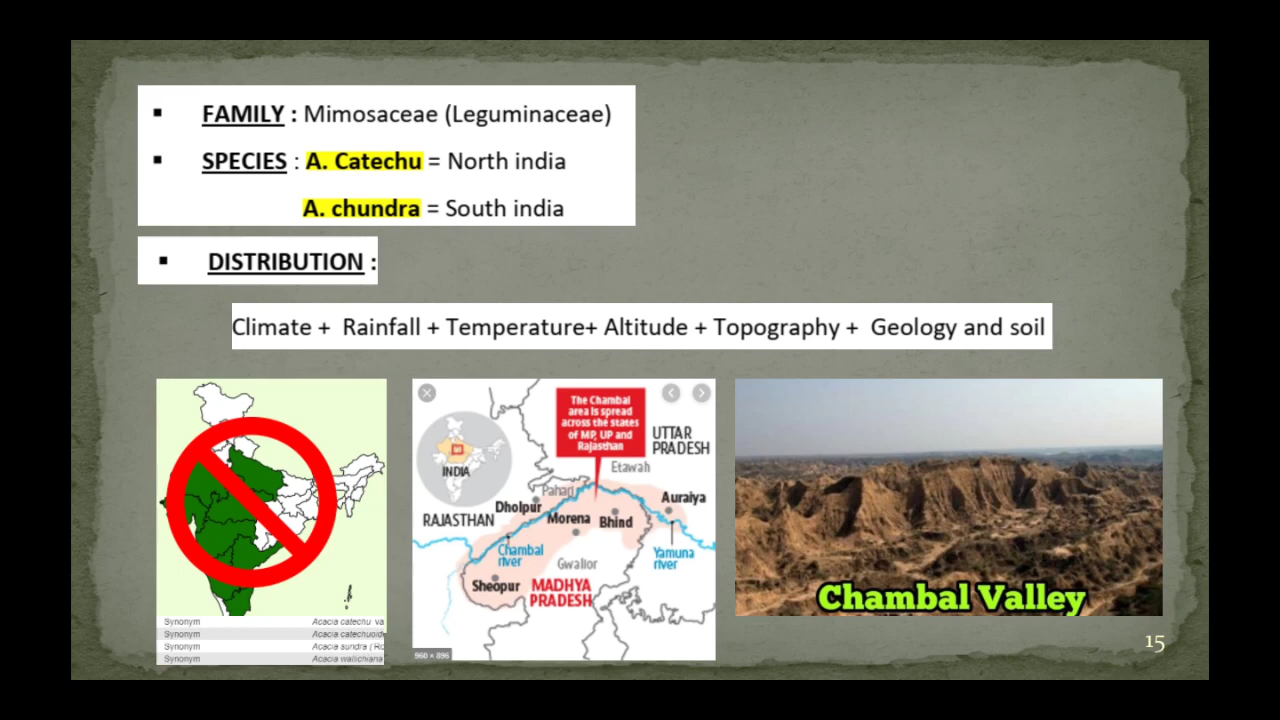 ▪ FAMILY : Mimosaceae (Leguminaceae)
▪ SPECIES : A. Catechu = North india
A. chundra = South india
▪ DISTRIBUTION :
Climate + Rainfall + Temperature+ Altitude + Topography + Geology and soil
Synonym Acacia catechu va
Synonym Acacia catechuoid
Synonym Acacia sundra (Ro
Synonym Acacia wallichiana
The Chambal
area is spread
across the states
of MP, UP and
Rajasthan
INDIA
UTTAR
PRADESH
Etawah
Pahad
Auraiya
Dholpur
RAJASTHAN
Morena
Bhind
Chambal
river
Yamuna
river
Gwalior
Sheopur
MADHYA
PRADESH
960 × 896
Chambal Valley
15